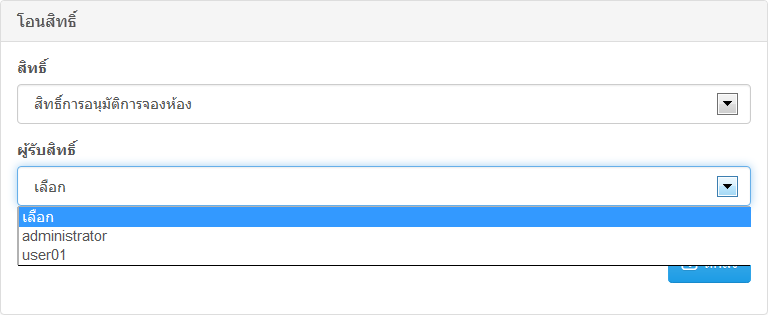 โอนสิทธิ์
สิทธิ์
สิทธิ์การอนุมัติการจองห้อง
ผู้รับสิทธิ์
เลือก
เลือก
administrator
user01